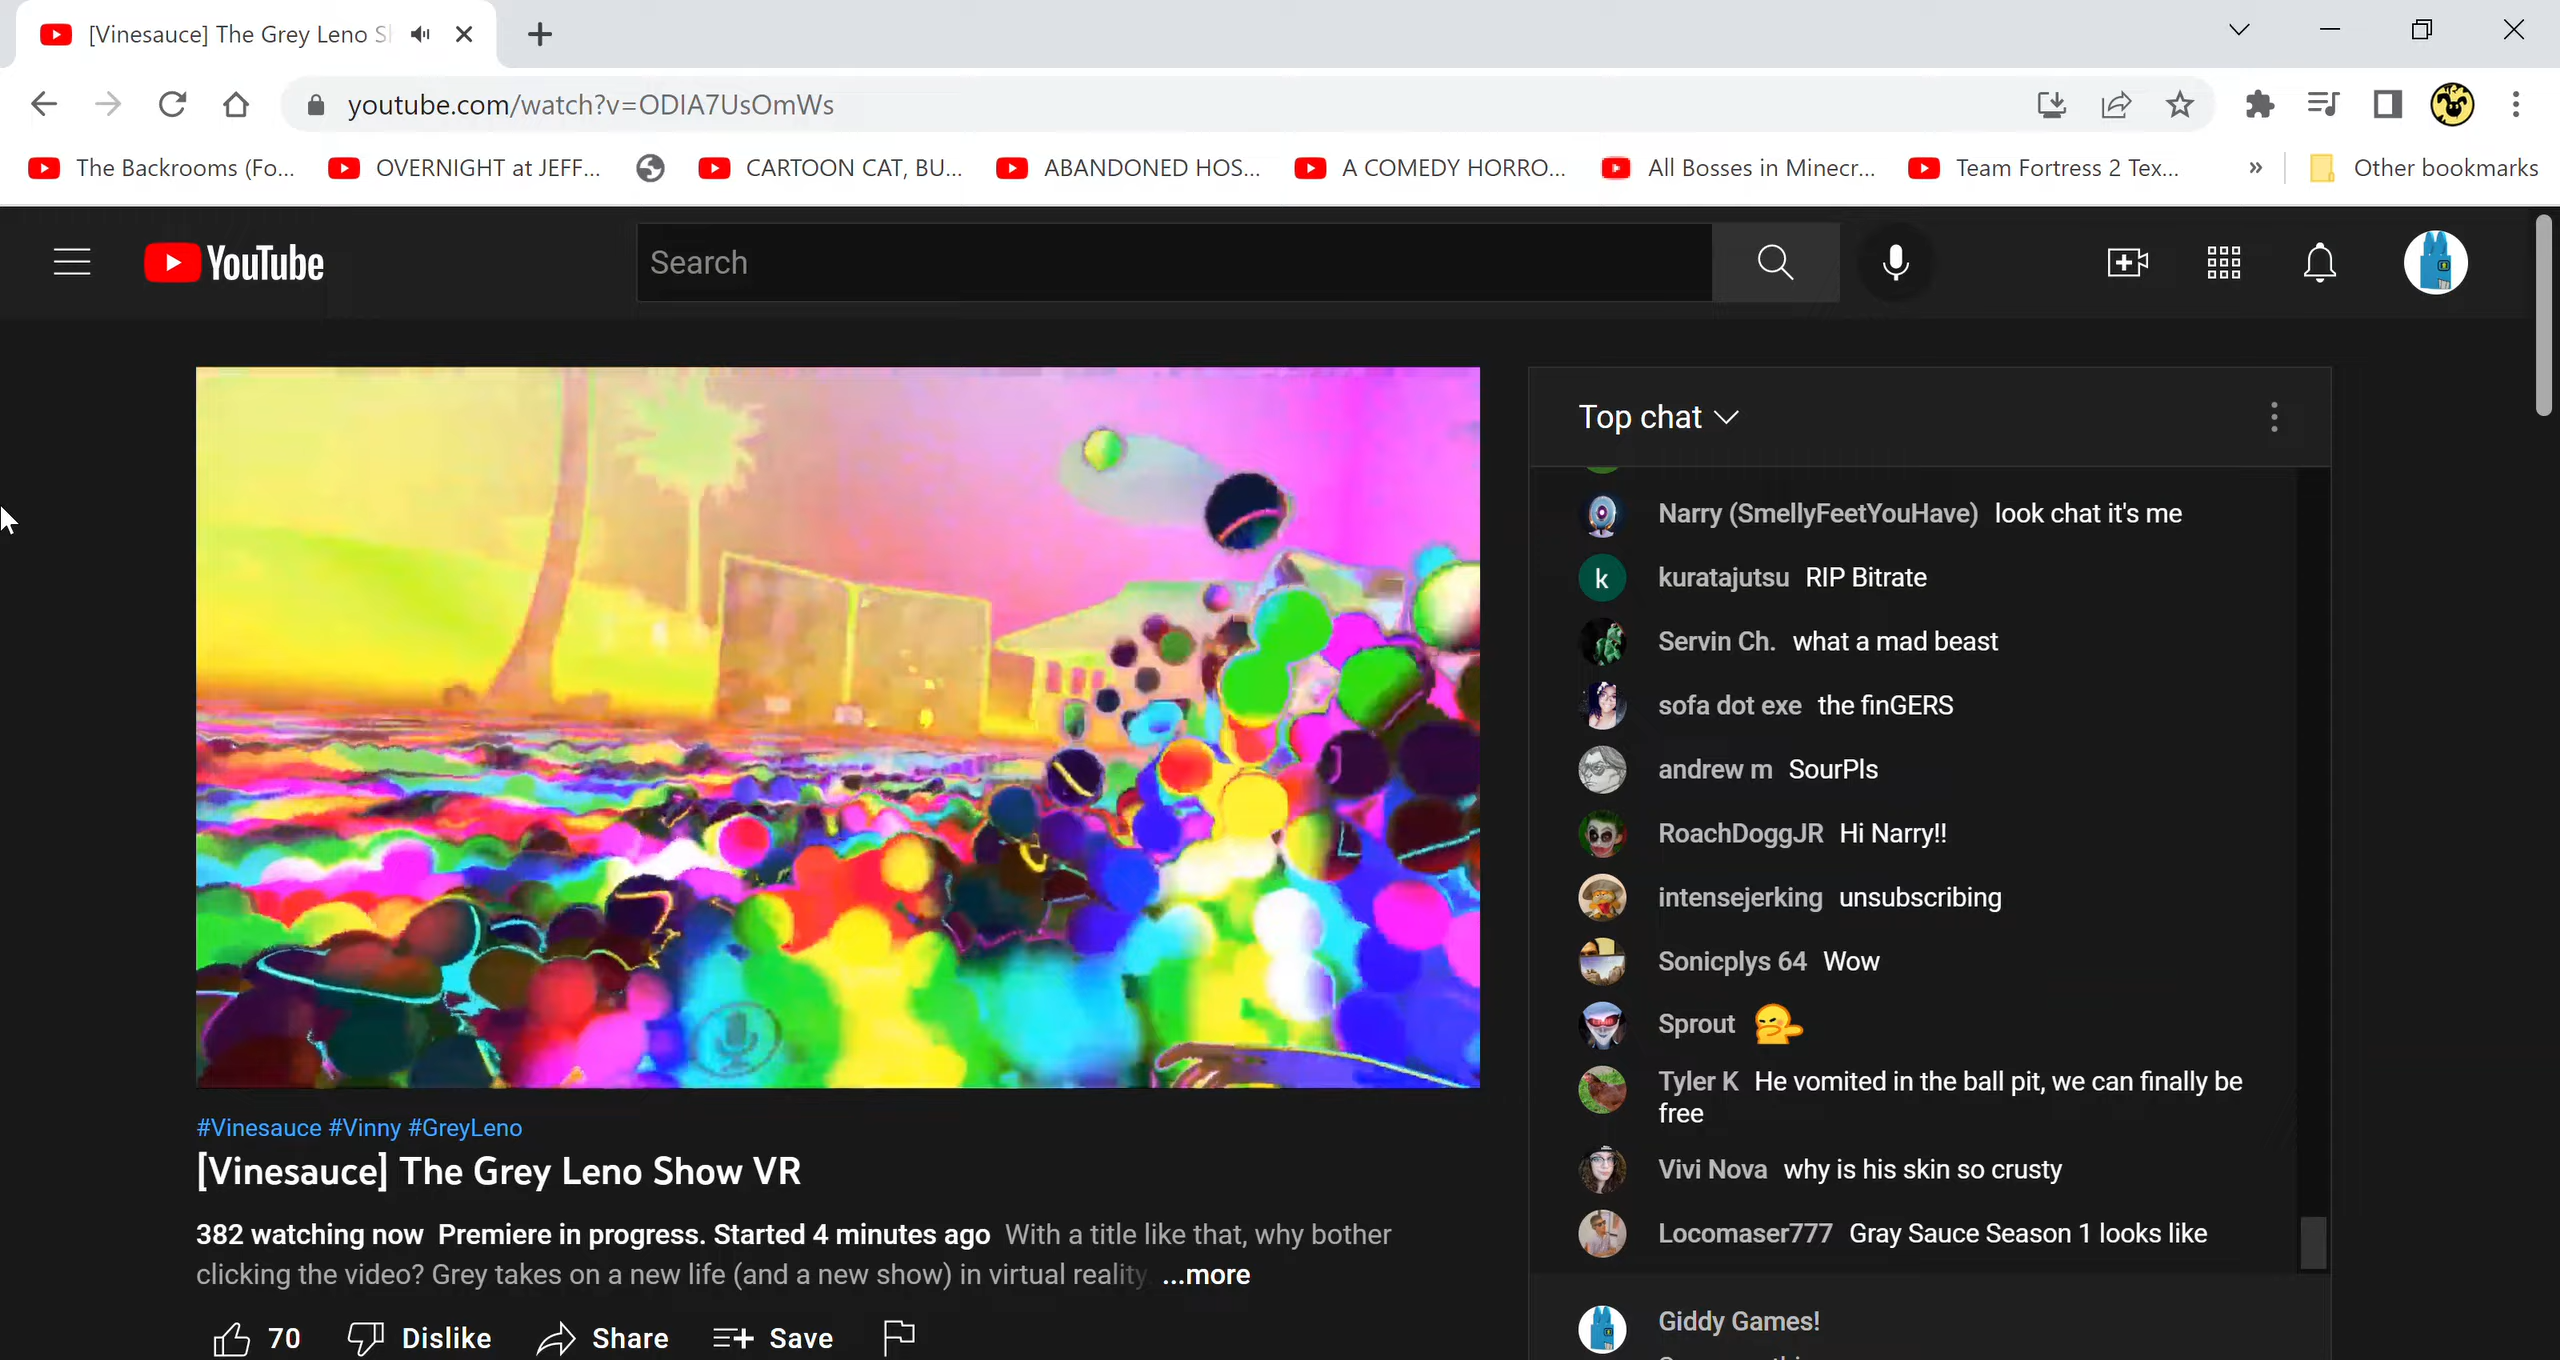 [Vinesauce] The Grey Leno S
youtube.com/watch?v=ODIA7UsOmWs
The Backrooms (Fo... OVERNIGHT at JEFF... CARTOON CAT, BU... ABANDONED HOS... A COMEDY HORRO... All Bosses in Minecr... Team Fortress 2 Tex... » Other bookmarks
YouTube
Search
Top chat
Narry (SmellyFeetYouHave) look chat it's me
k kuratajutsu RIP Bitrate
Servin Ch. what a mad beast
sofa dot exe the finGERS
andrew m SourPls
RoachDoggJR Hi Narry!!
intensejerking unsubscribing
Sonicplys 64 Wow
Sprout
Tyler K He vomited in the ball pit, we can finally be
free
Vivi Nova why is his skin so crusty
Locomaser777 Gray Sauce Season 1 looks like
Giddy Games!
#Vinesauce #Vinny #GreyLeno
[Vinesauce] The Grey Leno Show VR
382 watching now Premiere in progress. Started 4 minutes ago With a title like that, why bother
clicking the video? Grey takes on a new life (and a new show) in virtual reality ...more
70 Dislike Share Save